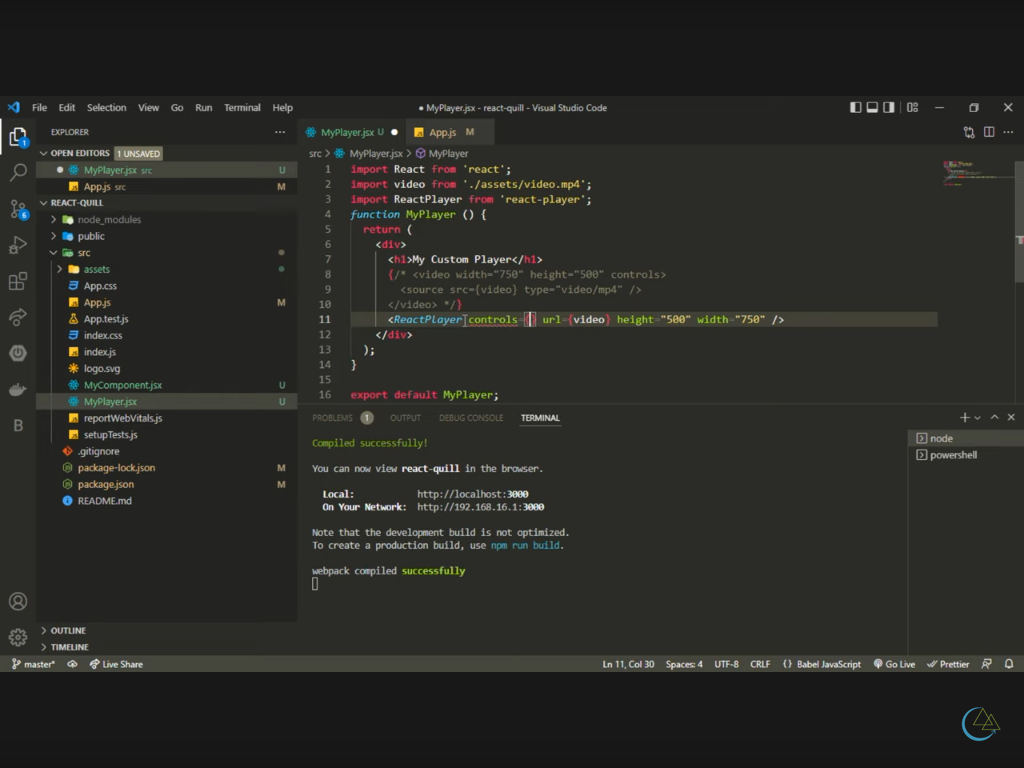 File Edit Selection View Go Run Terminal Help
● MyPlayer.jsx - react-quill - Visual Studio Code
EXPLORER
OPEN EDITORS 1 UNSAVED
MyPlayer.jsx src U
App.js src M
REACT-QUILL
node_modules
public
src
assets
App.css
App.js M
App.test.js
index.css
index.js
logo.svg
MyComponent.jsx U
MyPlayer.jsx U
reportWebVitals.js
setupTests.js
.gitignore
package-lock.json M
package.json M
README.md
OUTLINE
TIMELINE
1
6
B
MyPlayer.jsx U ● App.js M
src > MyPlayer.jsx > MyPlayer
1 import React from 'react';
2 import video from './assets/video.mp4';
3 import ReactPlayer from 'react-player';
4 function MyPlayer () {
5 return (
6 <div>
7 <h1>My Custom Player</h1>
8 {/* <video width="750" height="500" controls>
9 <source src={video} type="video/mp4" />
10 </video> */}
11 <ReactPlayer controls={} url={video} height="500" width="750" />
12 </div>
13 );
14 }
15
16 export default MyPlayer;
PROBLEMS 1 OUTPUT DEBUG CONSOLE TERMINAL
Compiled successfully!
You can now view react-quill in the browser.
Local: http://localhost:3000
On Your Network: http://192.168.16.1:3000
Note that the development build is not optimized.
To create a production build, use npm run build.
webpack compiled successfully
node
powershell
master* Live Share
Ln 11, Col 30 Spaces: 4 UTF-8 CRLF {} Babel JavaScript Go Live Prettier